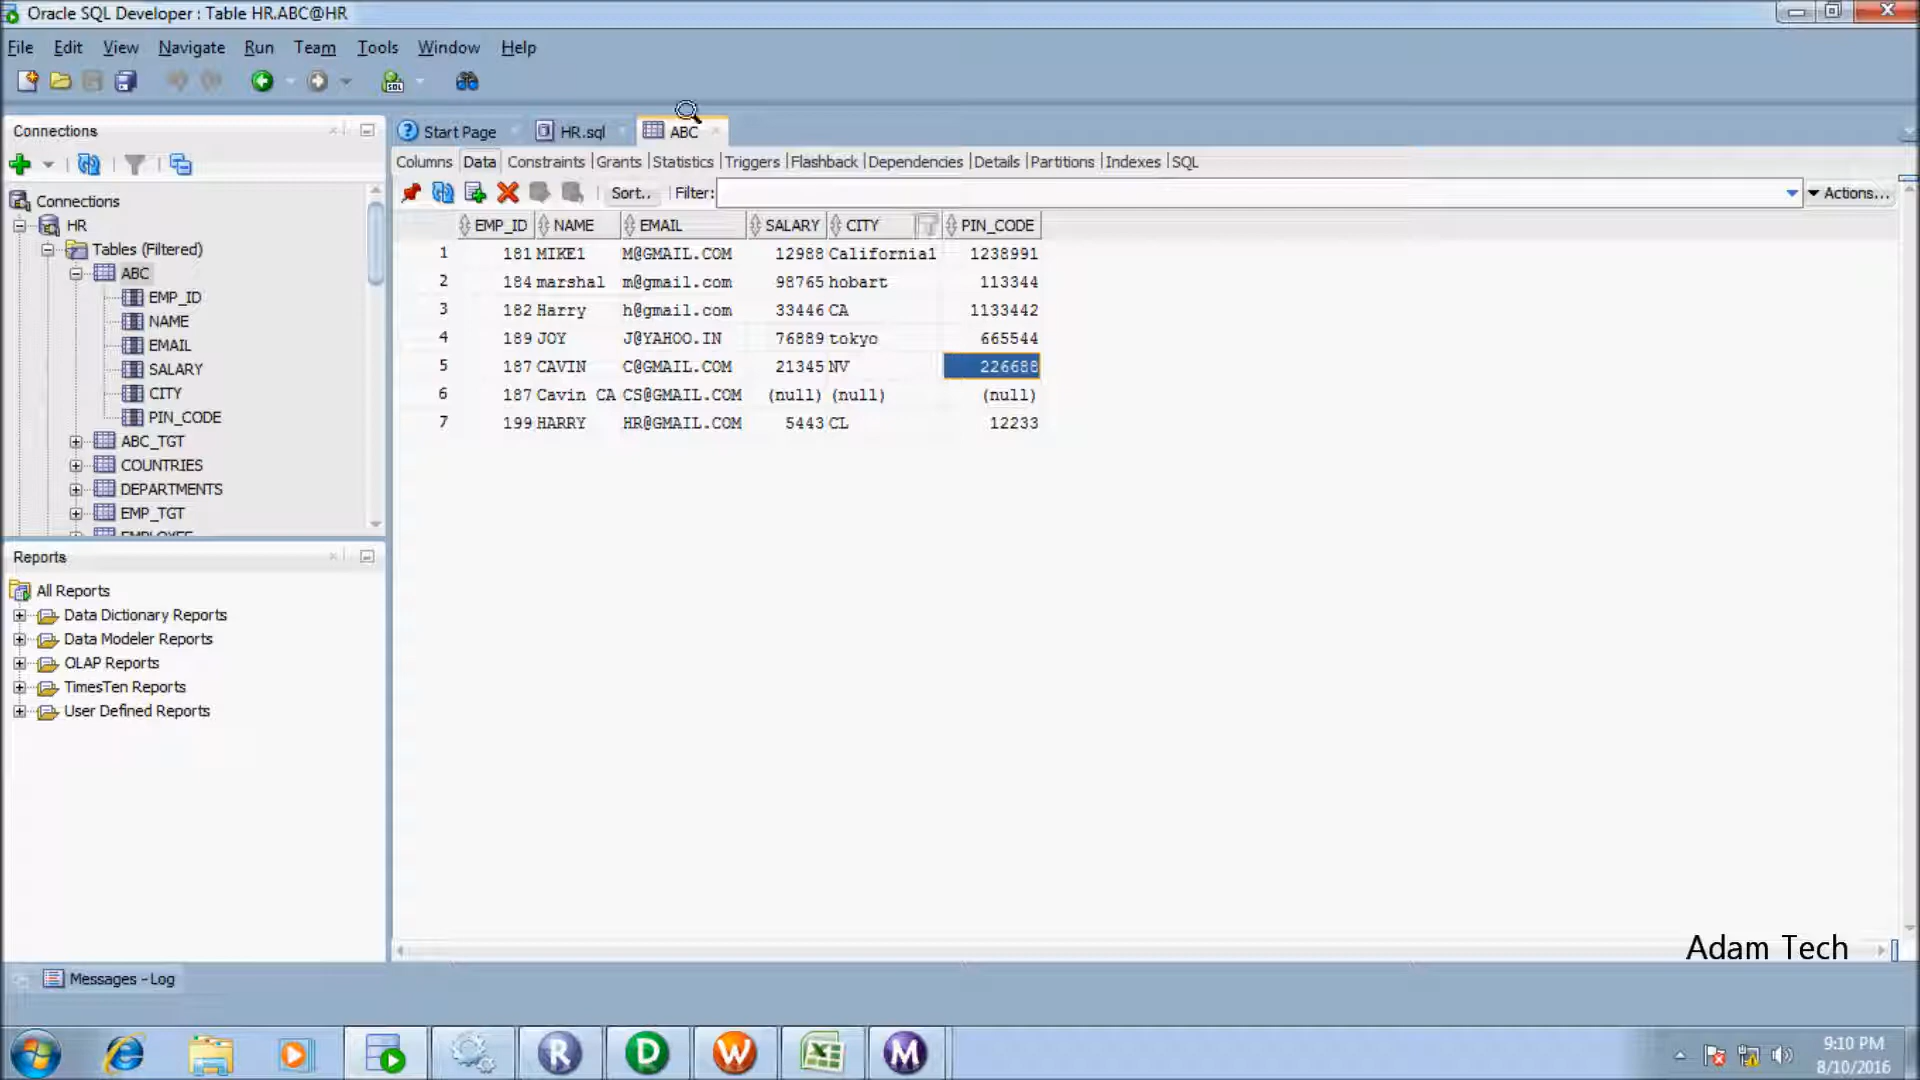 Oracle SQL Developer : Table HR.ABC@HR
File Edit View Navigate Run Team Tools Window Help
SQL
Connections
Start Page HR.sql ABC
Columns Data Constraints Grants Statistics Triggers Flashback Dependencies Details Partitions Indexes SQL
Sort.. Filter: Actions...
Connections
HR
Tables (Filtered)
ABC
EMP_ID
NAME
EMAIL
SALARY
CITY
PIN_CODE
ABC_TGT
COUNTRIES
DEPARTMENTS
EMP_TGT
EMPLOYEE
EMP_ID NAME EMAIL SALARY CITY PIN_CODE
1 181 MIKE1 M@GMAIL.COM 12988 California1 1238991
2 184 marshal m@gmail.com 98765 hobart 113344
3 182 Harry h@gmail.com 33446 CA 1133442
4 189 JOY J@YAHOO.IN 76889 tokyo 665544
5 187 CAVIN C@GMAIL.COM 21345 NV 226688
6 187 Cavin CA CS@GMAIL.COM (null) (null) (null)
7 199 HARRY HR@GMAIL.COM 5443 CL 12233
Reports
All Reports
Data Dictionary Reports
Data Modeler Reports
OLAP Reports
TimesTen Reports
User Defined Reports
Adam Tech
Messages - Log
R D W M
9:10 PM
8/10/2016